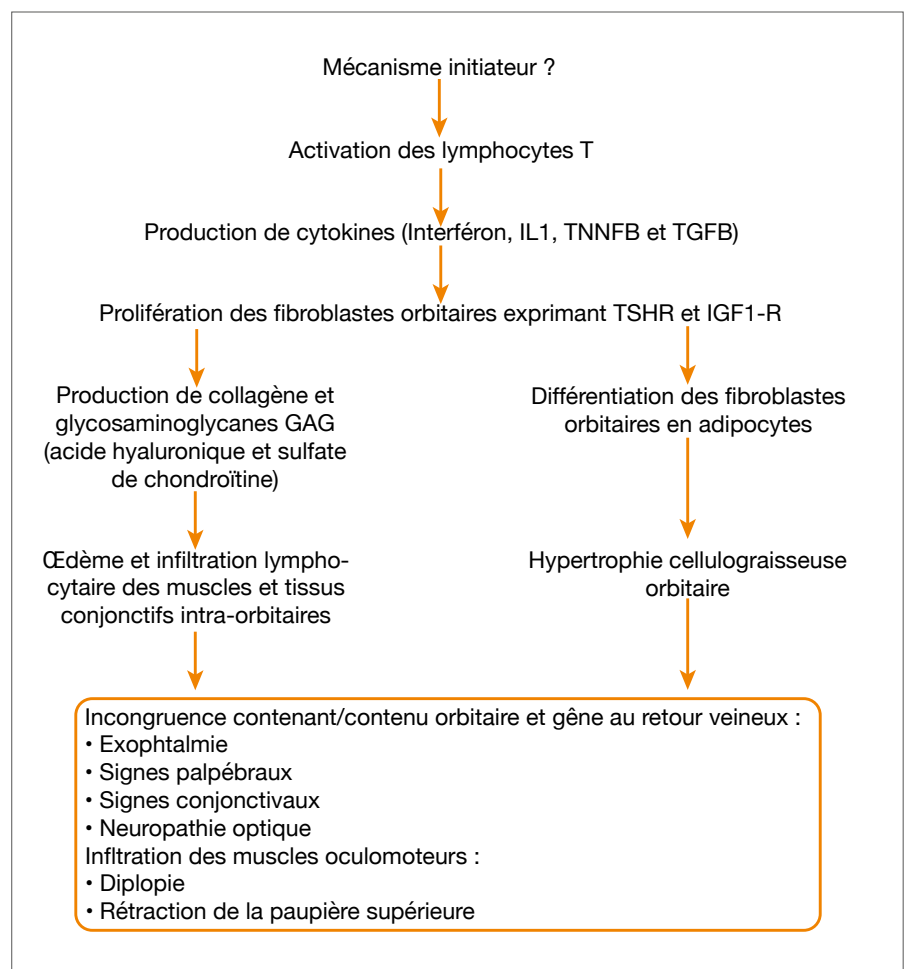 Mécanisme initiateur ?
Activation des lymphocytes T
Production de cytokines (Interféron, IL1, TNNFB et TGFB)
Prolifération des fibroblastes orbitaires exprimant TSHR et IGF1-R
Production de collagène et
glycosaminoglycanes GAG
(acide hyaluronique et sulfate
de chondroïtine)
Différentiation des fibroblastes
orbitaires en adipocytes
Œdème et infiltration lympho-
cytaire des muscles et tissus
conjonctifs intra-orbitaires
Hypertrophie cellulograisseuse
orbitaire
Incongruence contenant/contenu orbitaire et gêne au retour veineux :
• Exophtalmie
• Signes palpébraux
• Signes conjonctivaux
• Neuropathie optique
Infltration des muscles oculomoteurs :
• Diplopie
• Rétraction de la paupière supérieure